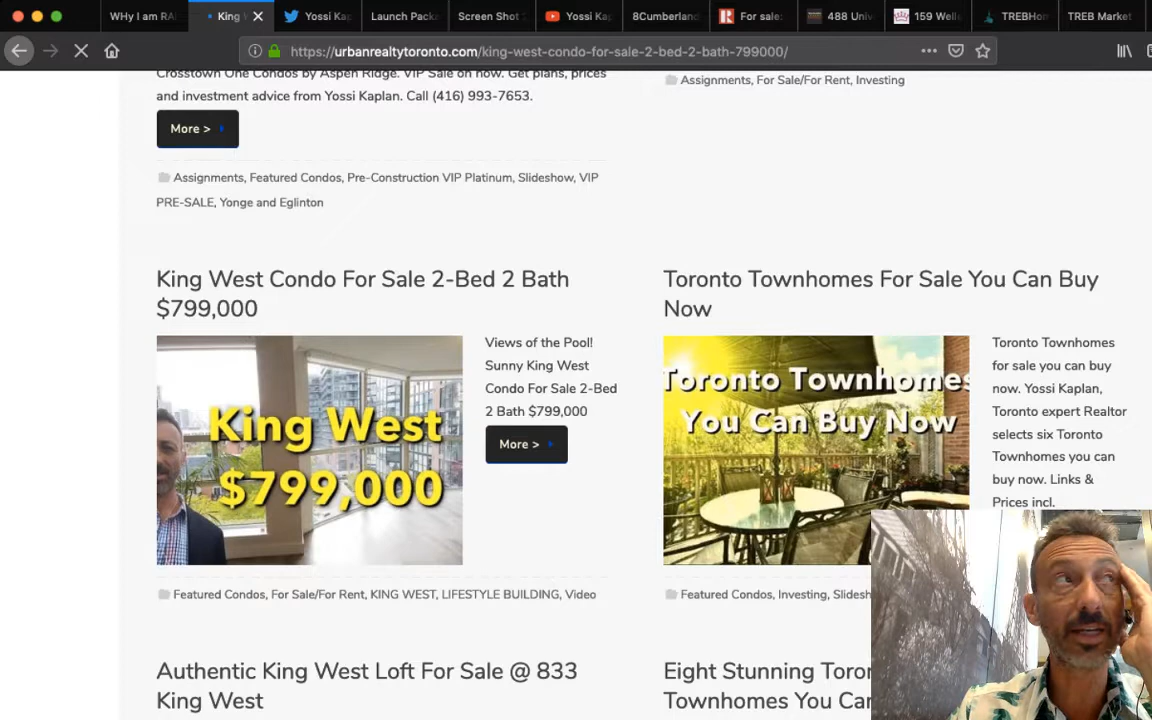 WHy I am RA
King W
Yossi Kap
Launch Pack
Screen Shot
Yossi Kap
8Cumberland
For sale:
488 Univ
159 Welle
TREBHom
TREB Market
https://urbanrealtytoronto.com/king-west-condo-for-sale-2-bed-2-bath-799000/
Crosstown One Condos by Aspen Ridge. VIP Sale on now. Get plans, prices
and investment advice from Yossi Kaplan. Call (416) 993-7653.
More >
Assignments, Featured Condos, Pre-Construction VIP Platinum, Slideshow, VIP
PRE-SALE, Yonge and Eglinton
Assignments, For Sale/For Rent, Investing
King West Condo For Sale 2-Bed 2 Bath
$799,000
King West
$799,000
Views of the Pool!
Sunny King West
Condo For Sale 2-Bed
2 Bath $799,000
More >
Featured Condos, For Sale/For Rent, KING WEST, LIFESTYLE BUILDING, Video
Toronto Townhomes For Sale You Can Buy
Now
Toronto Townhomes
You Can Buy Now
Toronto Townhomes
for sale you can buy
now. Yossi Kaplan,
Toronto expert Realtor
selects six Toronto
Townhomes you can
buy now. Links &
Prices incl.
Featured Condos, Investing, Slidesh
Authentic King West Loft For Sale @ 833
King West
Eight Stunning Toron
Townhomes You Ca